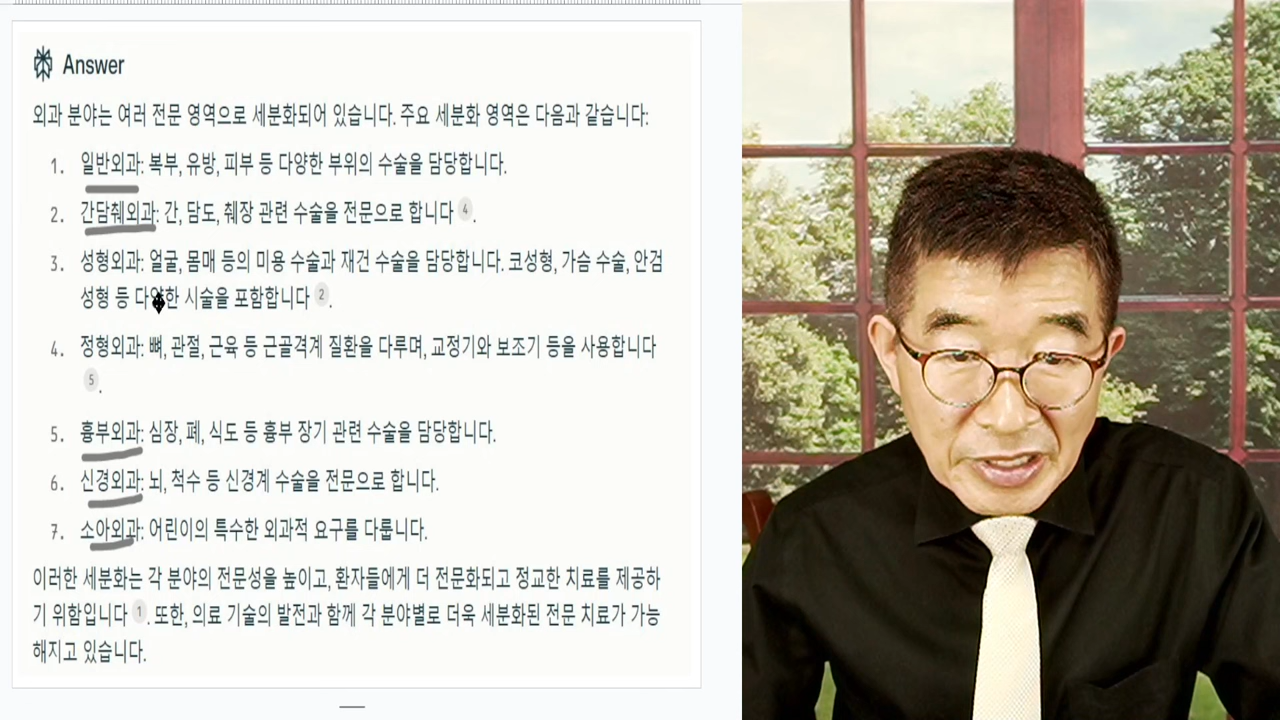 Answer
외과 분야는 여러 전문 영역으로 세분화되어 있습니다. 주요 세분화 영역은 다음과 같습니다:
1. 일반외과: 복부, 유방, 피부 등 다양한 부위의 수술을 담당합니다.
2. 간담췌외과: 간, 담도, 췌장 관련 수술을 전문으로 합니다 4.
3. 성형외과: 얼굴, 몸매 등의 미용 수술과 재건 수술을 담당합니다. 코성형, 가슴 수술, 안검
성형 등 다양한 시술을 포함합니다 2.
4. 정형외과: 뼈, 관절, 근육 등 근골격계 질환을 다루며, 교정기와 보조기 등을 사용합니다
5.
5. 흉부외과: 심장, 폐, 식도 등 흉부 장기 관련 수술을 담당합니다.
6. 신경외과: 뇌, 척수 등 신경계 수술을 전문으로 합니다.
7. 소아외과: 어린이의 특수한 외과적 요구를 다룹니다.
이러한 세분화는 각 분야의 전문성을 높이고, 환자들에게 더 전문화되고 정교한 치료를 제공하
기 위함입니다 1. 또한, 의료 기술의 발전과 함께 각 분야별로 더욱 세분화된 전문 치료가 가능
해지고 있습니다.